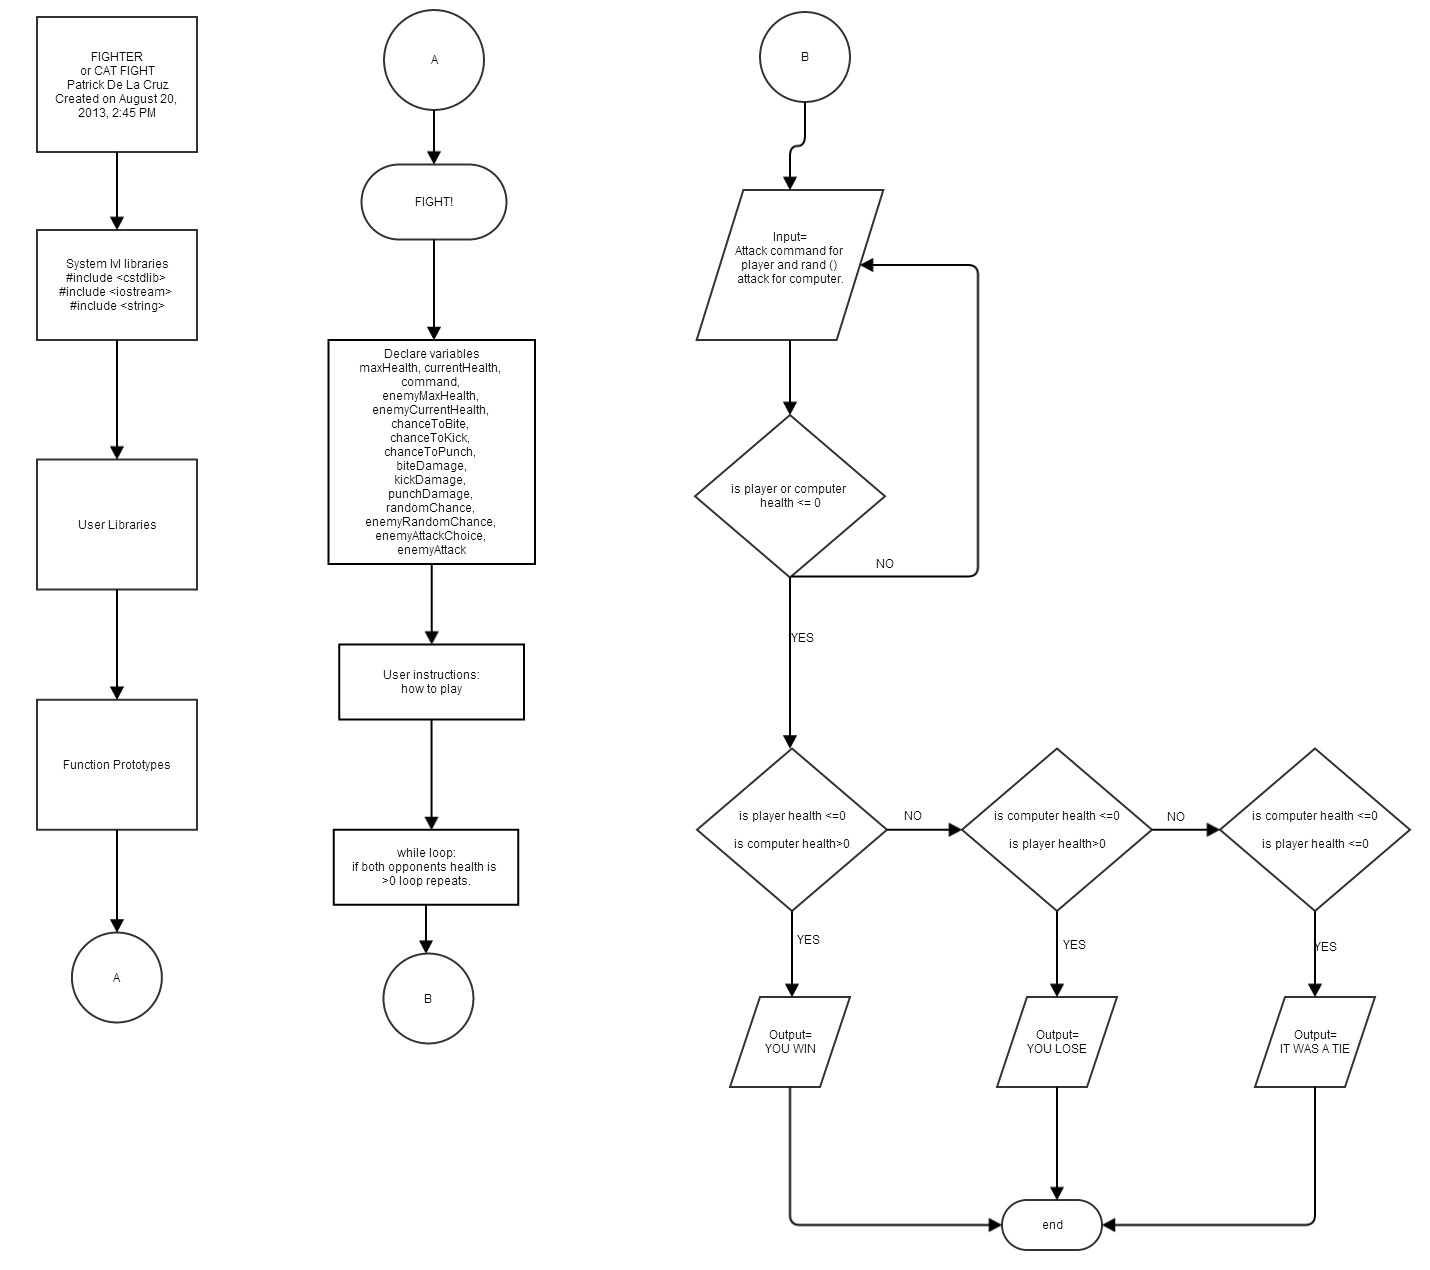 FIGHTER
or CAT FIGHT
Patrick De La Cruz
Created on August 20,
2013, 2:45 PM
System lvl libraries
#include <cstdlib>
#include <iostream>
#include <string>
User Libraries
Function Prototypes
A
A
FIGHT!
Declare variables
maxHealth, currentHealth,
command,
enemyMaxHealth,
enemyCurrentHealth,
chanceToBite,
chanceToKick,
chanceToPunch,
biteDamage,
kickDamage,
punchDamage,
randomChance,
enemyRandomChance,
enemyAttackChoice,
enemyAttack
User instructions:
how to play
while loop:
if both opponents health is
>0 loop repeats.
B
B
Input=
Attack command for
player and rand ()
attack for computer.
is player or computer
health <= 0
NO
YES
is player health <=0
is computer health>0
NO
is computer health <=0
is player health>0
NO
is computer health <=0
is player health <=0
YES
YES
YES
Output=
YOU WIN
Output=
YOU LOSE
Output=
IT WAS A TIE
end